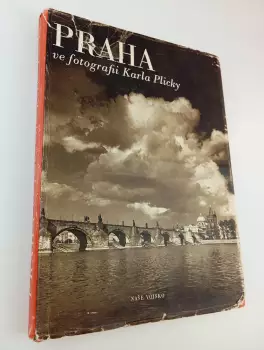 PRAHA
ve fotografii Karla Plicky
NAŠE VOJSKO